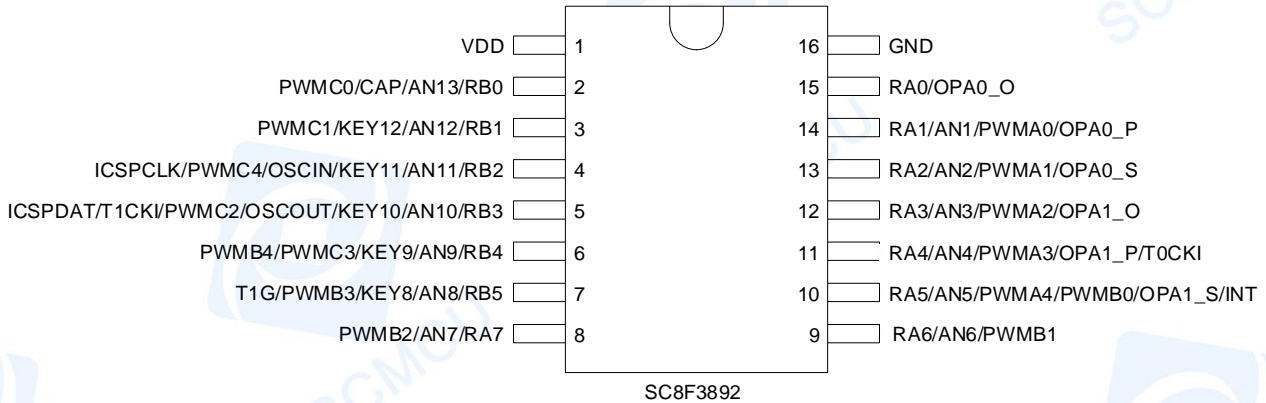 VDD 1 16 GND
PWMC0/CAP/AN13/RB0 2 15 RA0/OPA0_O
PWMC1/KEY12/AN12/RB1 3 14 RA1/AN1/PWMA0/OPA0_P
ICSPCLK/PWMC4/OSCIN/KEY11/AN11/RB2 4 13 RA2/AN2/PWMA1/OPA0_S
ICSPDAT/T1CKI/PWMC2/OSCOUT/KEY10/AN10/RB3 5 12 RA3/AN3/PWMA2/OPA1_O
PWMB4/PWMC3/KEY9/AN9/RB4 6 11 RA4/AN4/PWMA3/OPA1_P/T0CKI
T1G/PWMB3/KEY8/AN8/RB5 7 10 RA5/AN5/PWMA4/PWMB0/OPA1_S/INT
PWMB2/AN7/RA7 8 9 RA6/AN6/PWMB1
SC8F3892